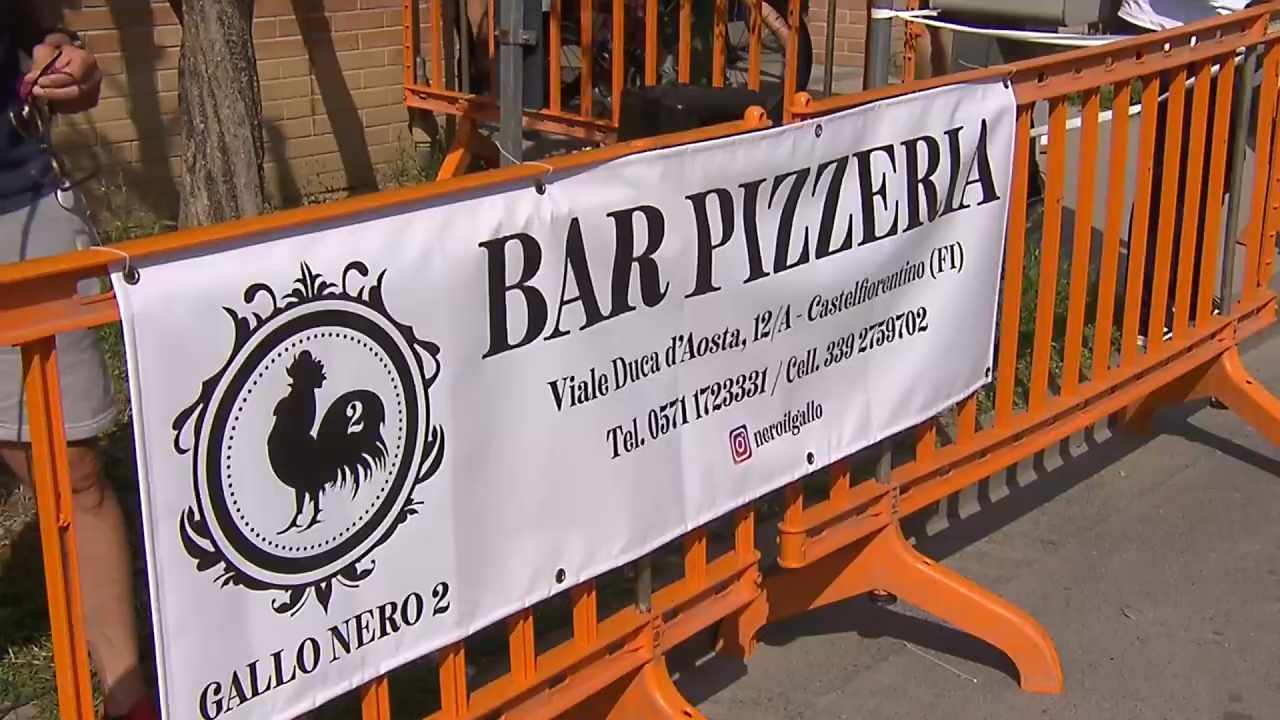 2
GALLO NERO 2
BAR PIZZERIA
Viale Duca d'Aosta, 12/A - Castelfiorentino (FI)
Tel. 0571 1723331 / Cell. 339 2759702
neroilgallo